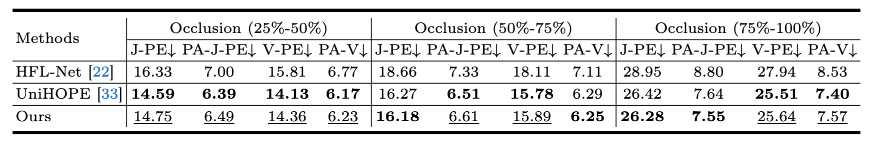 Methods Occlusion (25%-50%) Occlusion (50%-75%) Occlusion (75%-100%)
J-PE↓ PA-J-PE↓ V-PE↓ PA-V↓ J-PE↓ PA-J-PE↓ V-PE↓ PA-V↓ J-PE↓ PA-J-PE↓ V-PE↓ PA-V↓
HFL-Net [22] 16.33 7.00 15.81 6.77 18.66 7.33 18.11 7.11 28.95 8.80 27.94 8.53
UniHOPE [33] 14.59 6.39 14.13 6.17 16.27 6.51 15.78 6.29 26.42 7.64 25.51 7.40
Ours 14.75 6.49 14.36 6.23 16.18 6.61 15.89 6.25 26.28 7.55 25.64 7.57